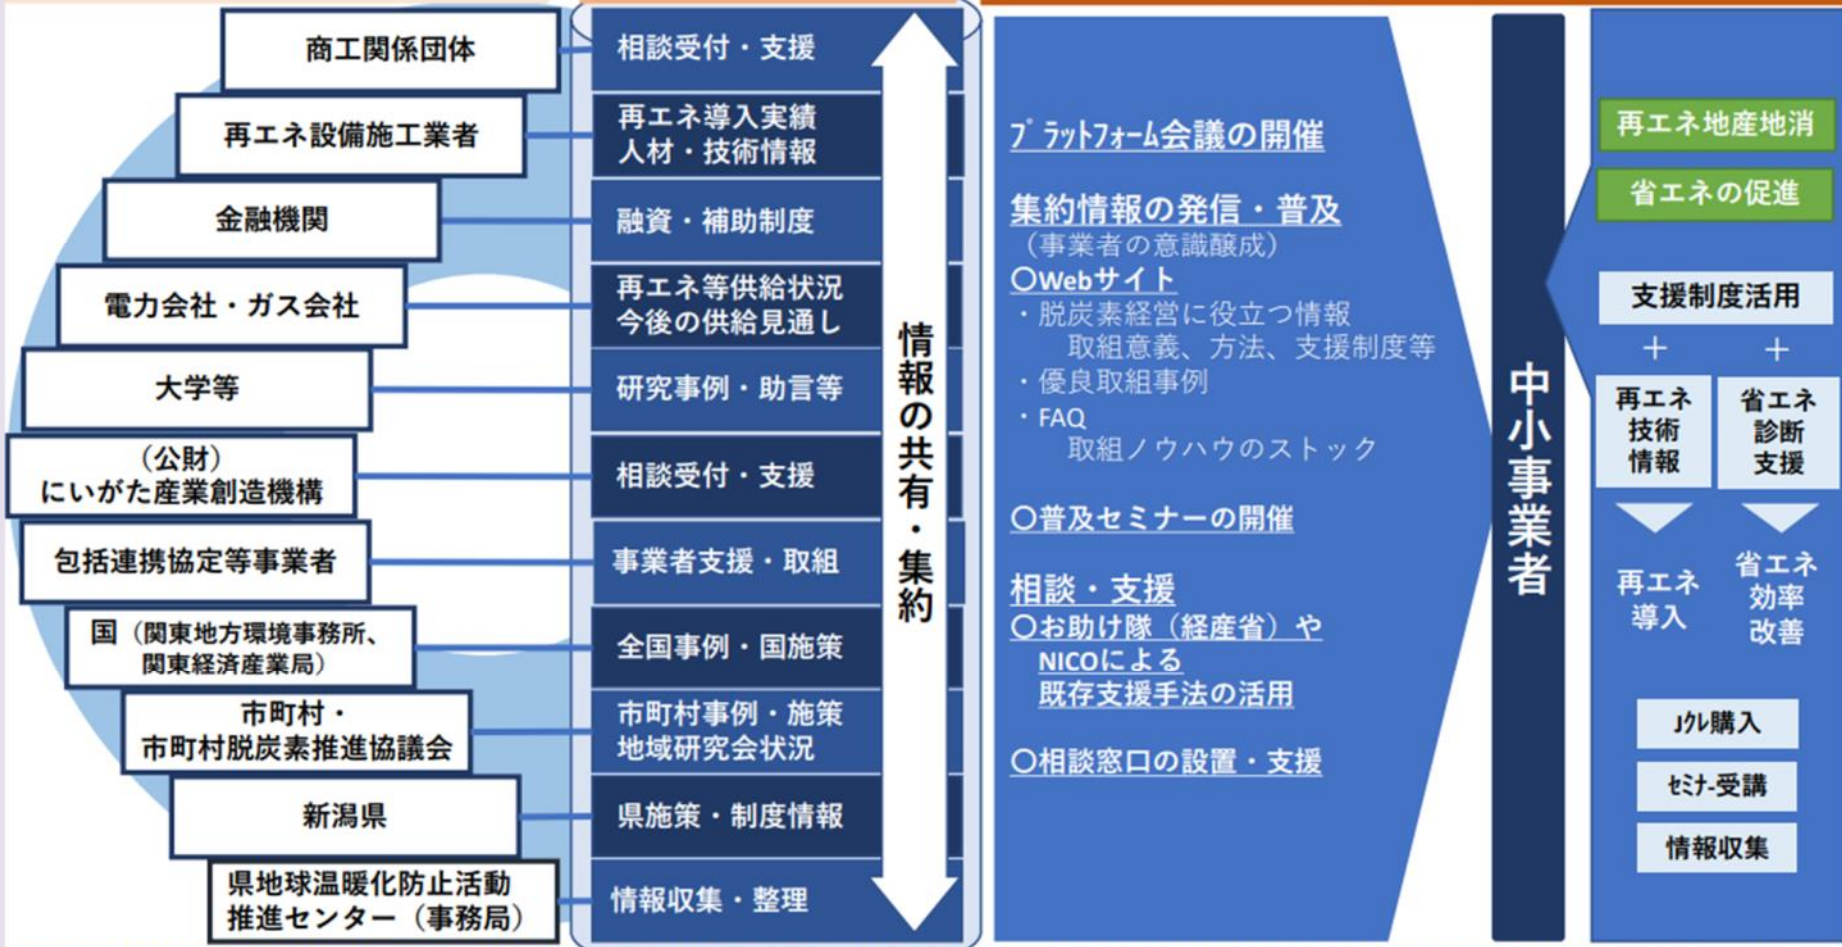 商工関係団体
相談受付・支援
再エネ設備施工業者
再エネ導入実績
人材・技術情報
金融機関
融資・補助制度
電力会社・ガス会社
再エネ等供給状況
今後の供給見通し
大学等
研究事例・助言等
（公財）
にいがた産業創造機構
相談受付・支援
包括連携協定等事業者
事業者支援・取組
国（関東地方環境事務所、
関東経済産業局）
全国事例・国施策
市町村・
市町村脱炭素推進協議会
市町村事例・施策
地域研究会状況
新潟県
県施策・制度情報
県地球温暖化防止活動
推進センター（事務局）
情報収集・整理
情報の共有・集約
ﾌﾟﾗｯﾄﾌｫｰﾑ会議の開催
集約情報の発信・普及
（事業者の意識醸成）
〇Webサイト
・脱炭素経営に役立つ情報
取組意義、方法、支援制度等
・優良取組事例
・FAQ
取組ノウハウのストック
〇普及セミナーの開催
相談・支援
〇お助け隊（経産省）や
NICOによる
既存支援手法の活用
〇相談窓口の設置・支援
中小事業者
再エネ地産地消
省エネの促進
支援制度活用
＋ ＋
再エネ
技術
情報
省エネ
診断
支援
再エネ
導入
省エネ
効率
改善
Jｸﾚ購入
ｾﾐﾅｰ受講
情報収集